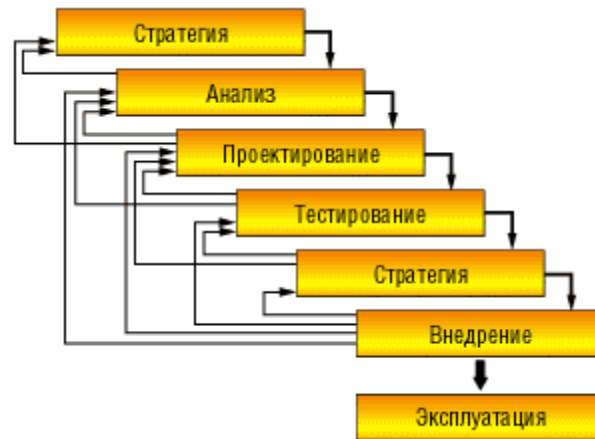 Стратегия
Анализ
Проектирование
Тестирование
Стратегия
Внедрение
Эксплуатация